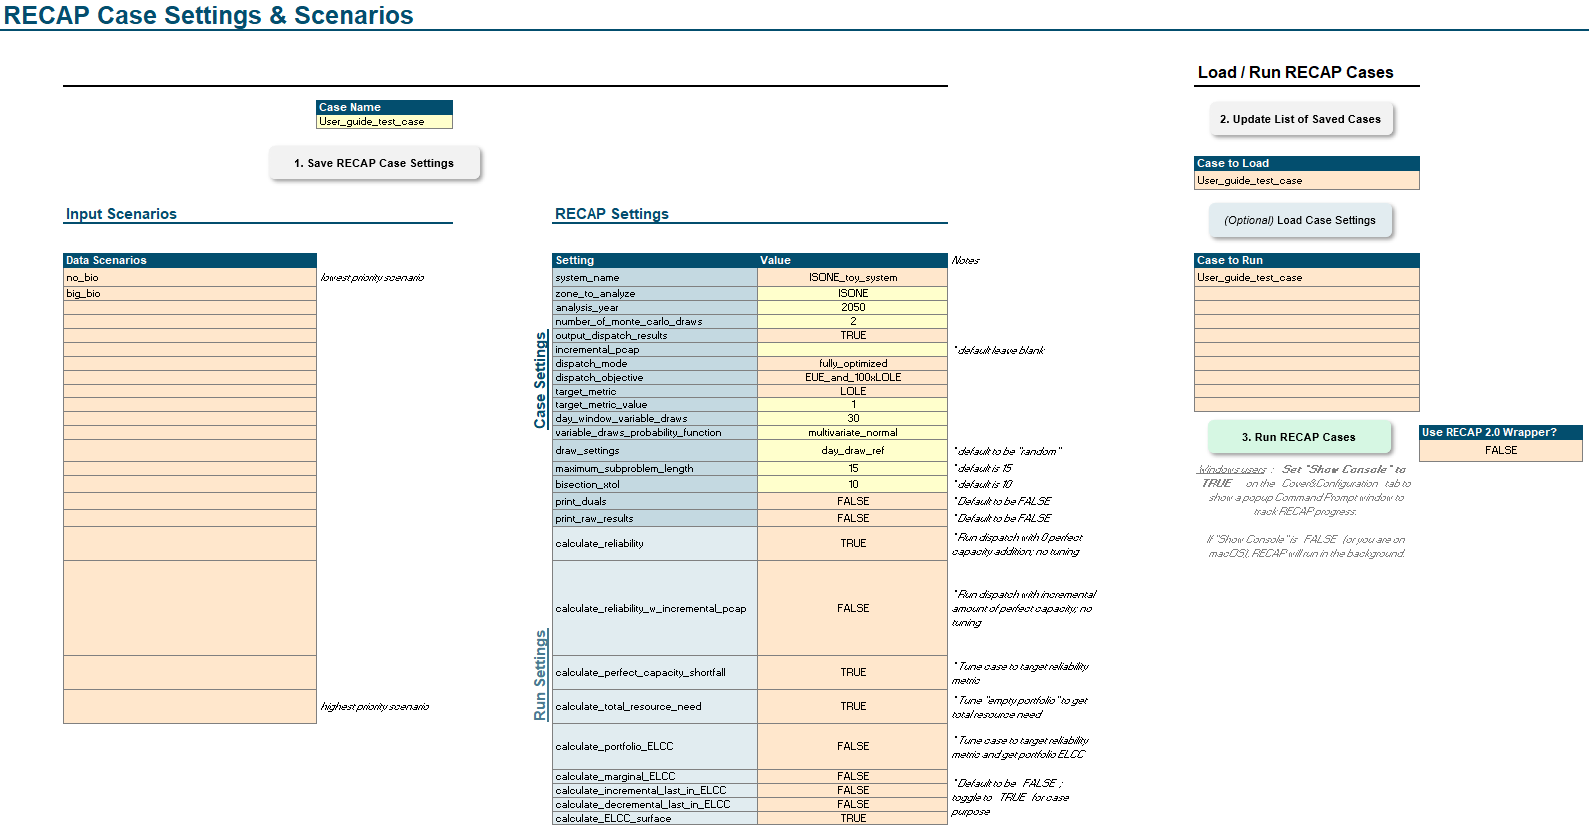 RECAP Case Settings & Scenarios
Load / Run RECAP Cases
Case Name
User_guide_test_case
1. Save RECAP Case Settings
2. Update List of Saved Cases
Case to Load
User_guide_test_case
(Optional) Load Case Settings
Input Scenarios
Data Scenarios
no_bio
lowest priority scenario
big_bio
highest priority scenario
RECAP Settings
Setting Value Notes
Case Settings
system_name ISONE_toy_system
zone_to_analyze ISONE
analysis_year 2050
number_of_monte_carlo_draws 2
output_dispatch_results TRUE
incremental_pcap *default leave blank
dispatch_mode fully_optimized
dispatch_objective EUE_and_100xLOLE
target_metric LOLE
target_metric_value 1
day_window_variable_draws 30
variable_draws_probability_function multivariate_normal
draw_settings day_draw_ref *default to be "random"
maximum_subproblem_length 15 *default is 15
bisection_xtol 10 *default is 10
print_duals FALSE *Default to be FALSE
print_raw_results FALSE *Default to be FALSE
Run Settings
calculate_reliability TRUE *Run dispatch with 0 perfect
capacity addition; no tuning
calculate_reliability_w_incremental_pcap FALSE *Run dispatch with incremental
amount of perfect capacity; no
tuning
calculate_perfect_capacity_shortfall TRUE *Tune case to target reliability
metric
calculate_total_resource_need TRUE *Tune "empty portfolio" to get
total resource need
calculate_portfolio_ELCC FALSE *Tune case to target reliability
metric and get portfolio ELCC
calculate_marginal_ELCC FALSE
calculate_incremental_last_in_ELCC FALSE
calculate_decremental_last_in_ELCC FALSE
calculate_ELCC_surface TRUE
*Default to be FALSE;
toggle to TRUE for case
purpose
Case to Run
User_guide_test_case
3. Run RECAP Cases
Use RECAP 2.0 Wrapper?
FALSE
Windows users: Set "Show Console" to
TRUE on the Cover&Configuration tab to
show a popup Command Prompt window to
track RECAP progress.
If "Show Console" is FALSE (or you are on
macOS), RECAP will run in the background.